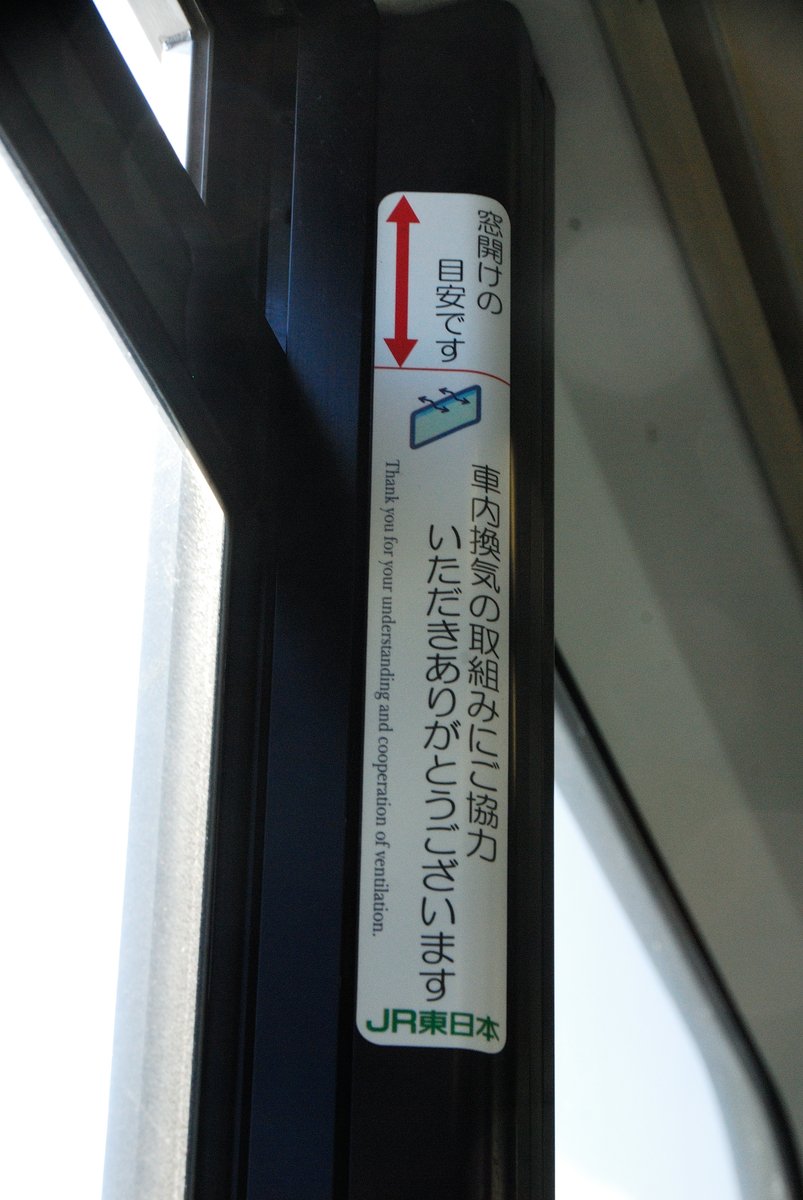 窓開けの
目安です
車内換気の取組みにご協力
いただきありがとうございます
Thank you for your understanding and cooperation of ventilation.
JR東日本